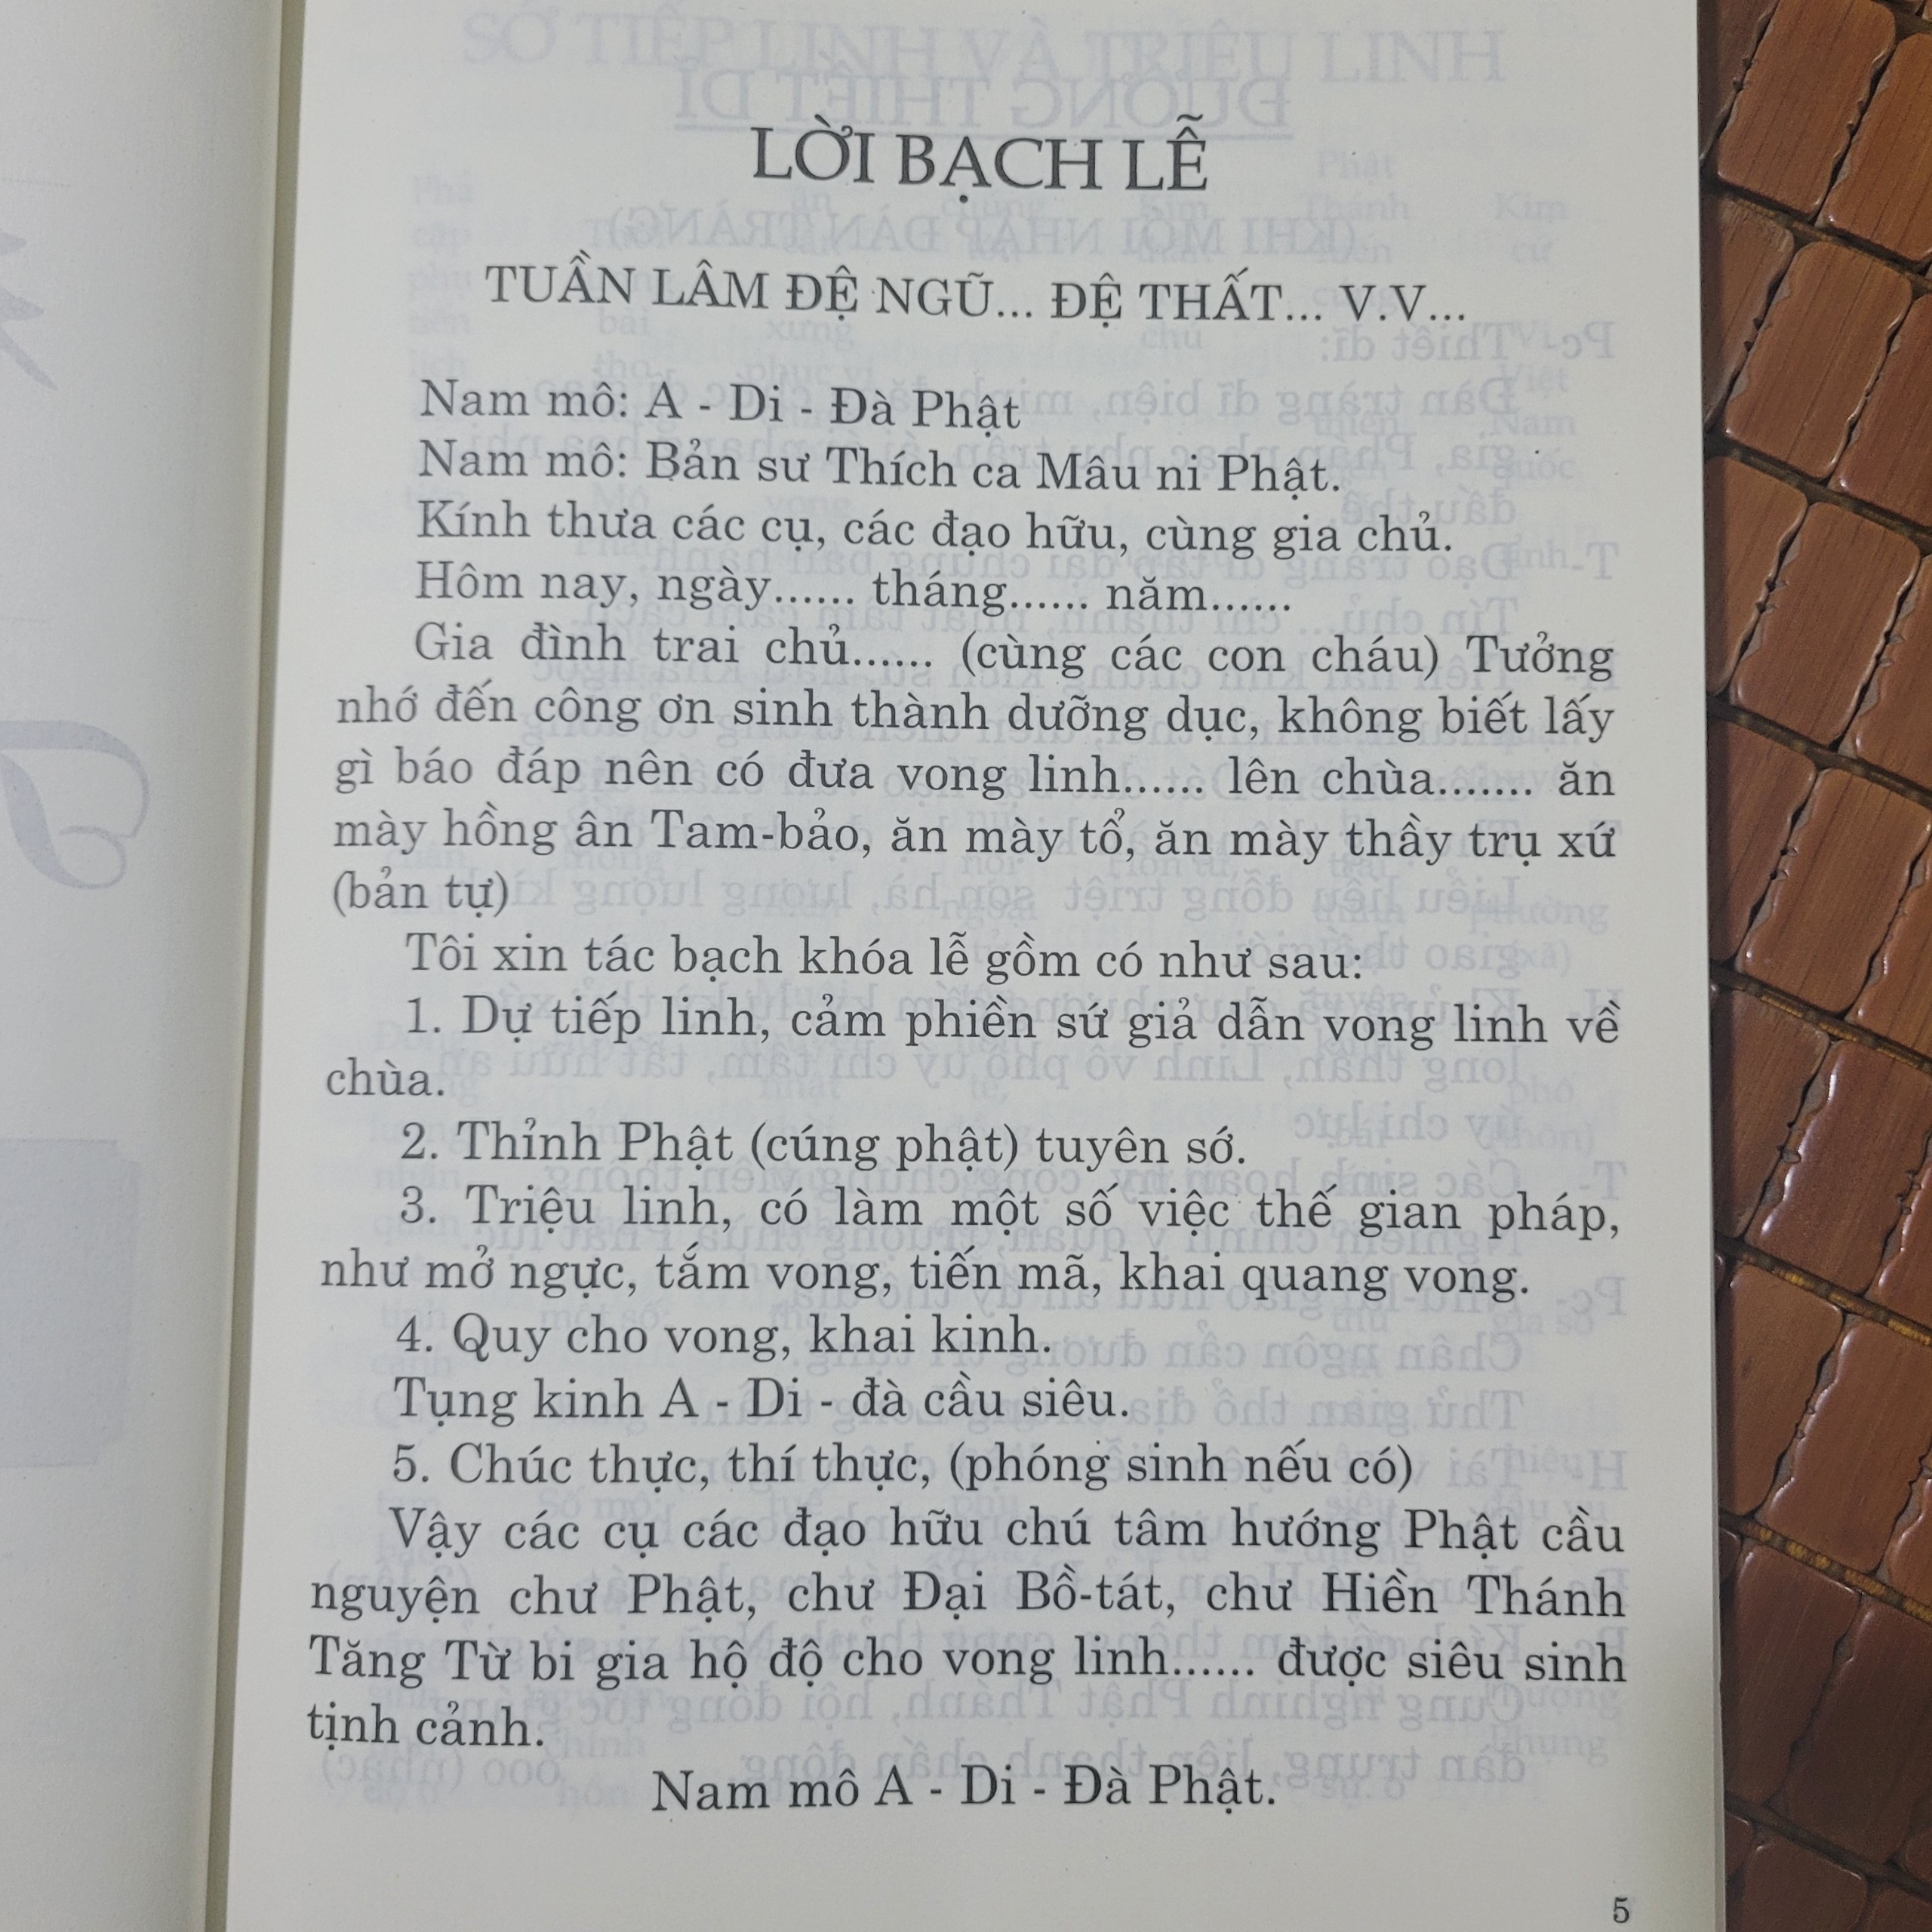 LỜI BẠCH LỄ
TUẦN LÂM ĐỆ NGŨ... ĐỆ THẤT... V.V...
Nam mô: A - Di - Đà Phật
Nam mô: Bản sư Thích ca Mâu ni Phật.
Kính thưa các cụ, các đạo hữu, cùng gia chủ.
Hôm nay, ngày...... tháng...... năm......
Gia đình trai chủ...... (cùng các con cháu) Tưởng
nhớ đến công ơn sinh thành dưỡng dục, không biết lấy
gì báo đáp nên có đưa vong linh...... lên chùa....... ăn
mày hồng ân Tam-bảo, ăn mày tổ, ăn mày thầy trụ xứ
(bản tự)
Tôi xin tác bạch khóa lễ gồm có như sau:
1. Dự tiếp linh, cảm phiền sứ giả dẫn vong linh về
chùa.
2. Thỉnh Phật (cúng phật) tuyên sớ.
3. Triệu linh, có làm một số việc thế gian pháp,
như mở ngực, tắm vong, tiến mã, khai quang vong.
4. Quy cho vong, khai kinh.
Tụng kinh A - Di - đà cầu siêu.
5. Chúc thực, thí thực, (phóng sinh nếu có)
Vậy các cụ các đạo hữu chú tâm hướng Phật cầu
nguyện chư Phật, chư Đại Bồ-tát, chư Hiền Thánh
Tăng Từ bi gia hộ độ cho vong linh...... được siêu sinh
tịnh cảnh.
Nam mô A - Di - Đà Phật.
5